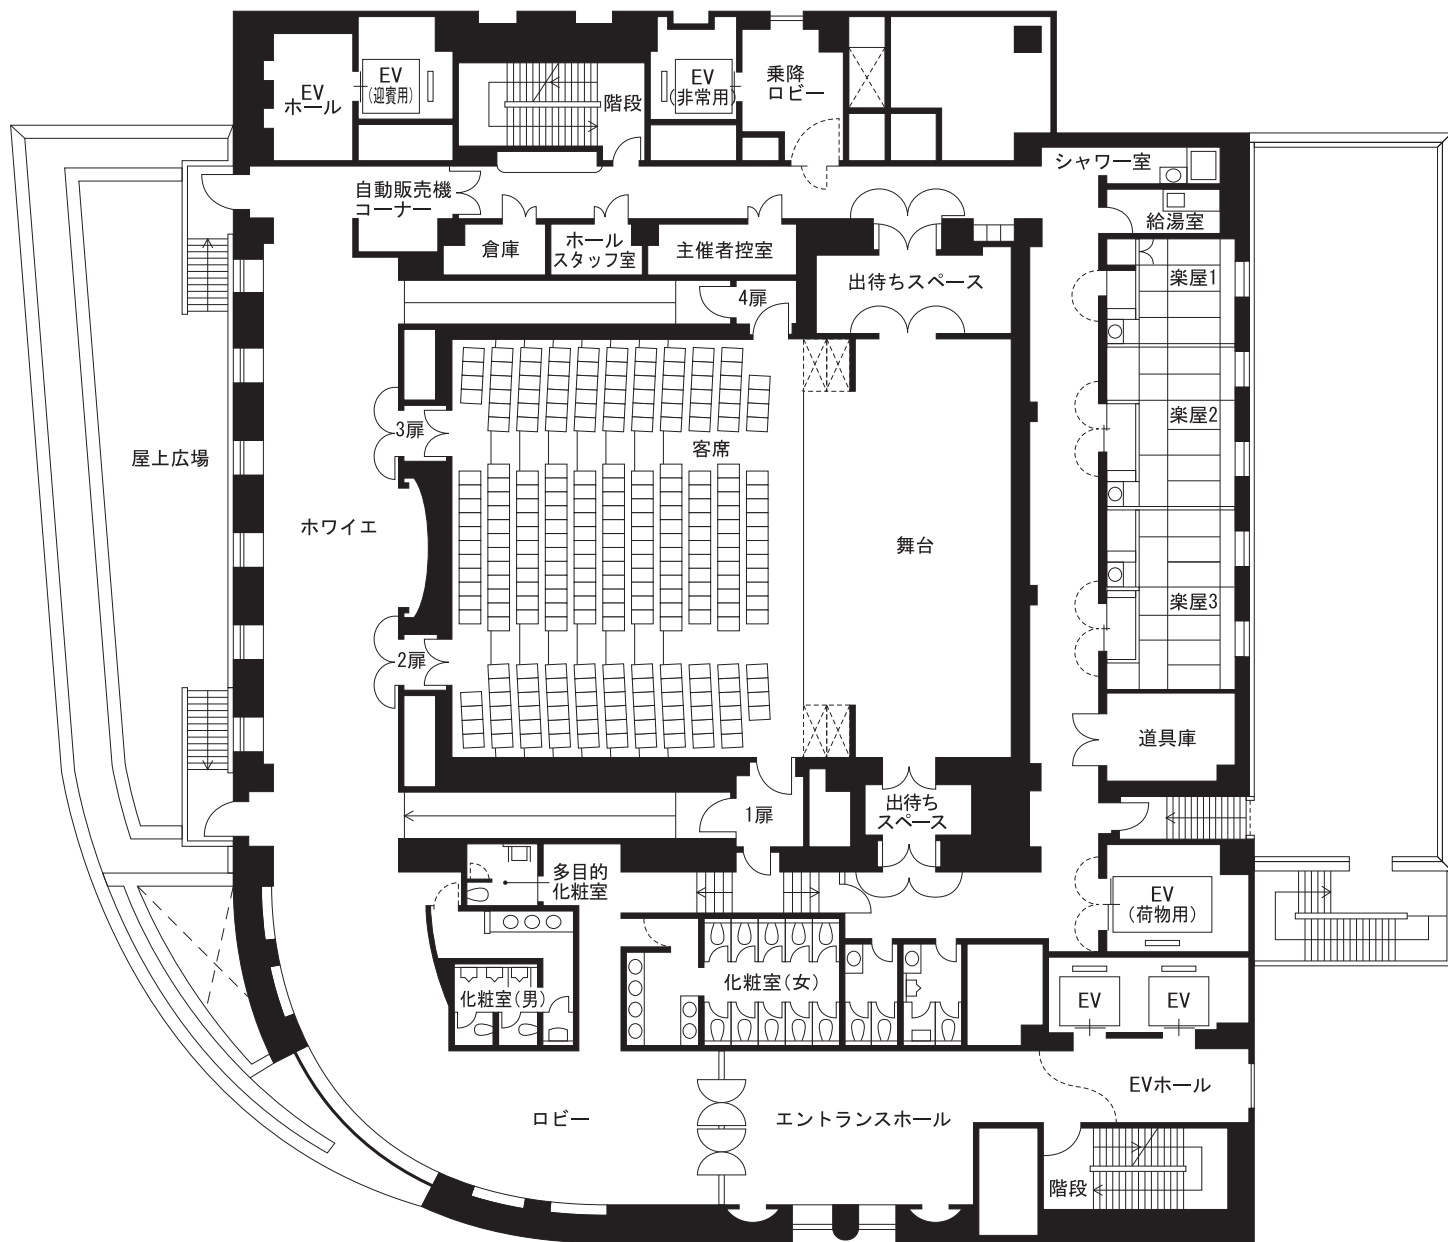 EV
ホール
EV
(迎賓用)
階段
EV
(非常用)
乗降
ロビー
シャワー室
給湯室
自動販売機
コーナー
倉庫
ホール
スタッフ室
主催者控室
出待ちスペース
4扉
楽屋1
楽屋2
楽屋3
3扉
客席
屋上広場
ホワイエ
舞台
2扉
道具庫
1扉
出待ち
スペース
多目的
化粧室
EV
(荷物用)
化粧室(男)
化粧室(女)
EV
EV
EVホール
ロビー
エントランスホール
階段